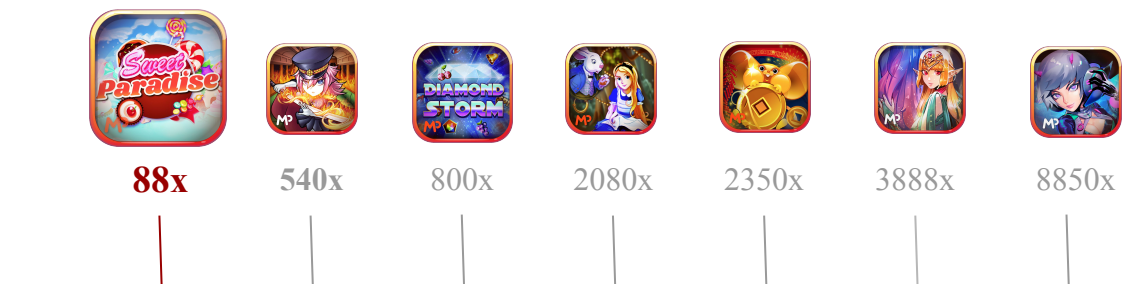 Sweet
Paradise
DIAMOND
STORM
MP
MP
MP
MP
MP
MP
88x
540x
800x
2080x
2350x
3888x
8850x